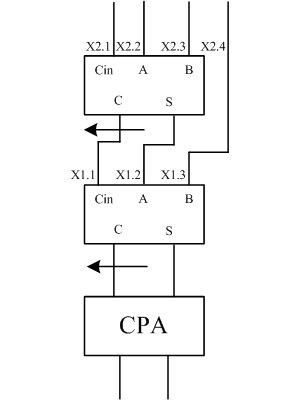 X2.1 X2.2 X2.3 X2.4
Cin A B
C S
X1.1 X1.2 X1.3
Cin A B
C S
CPA